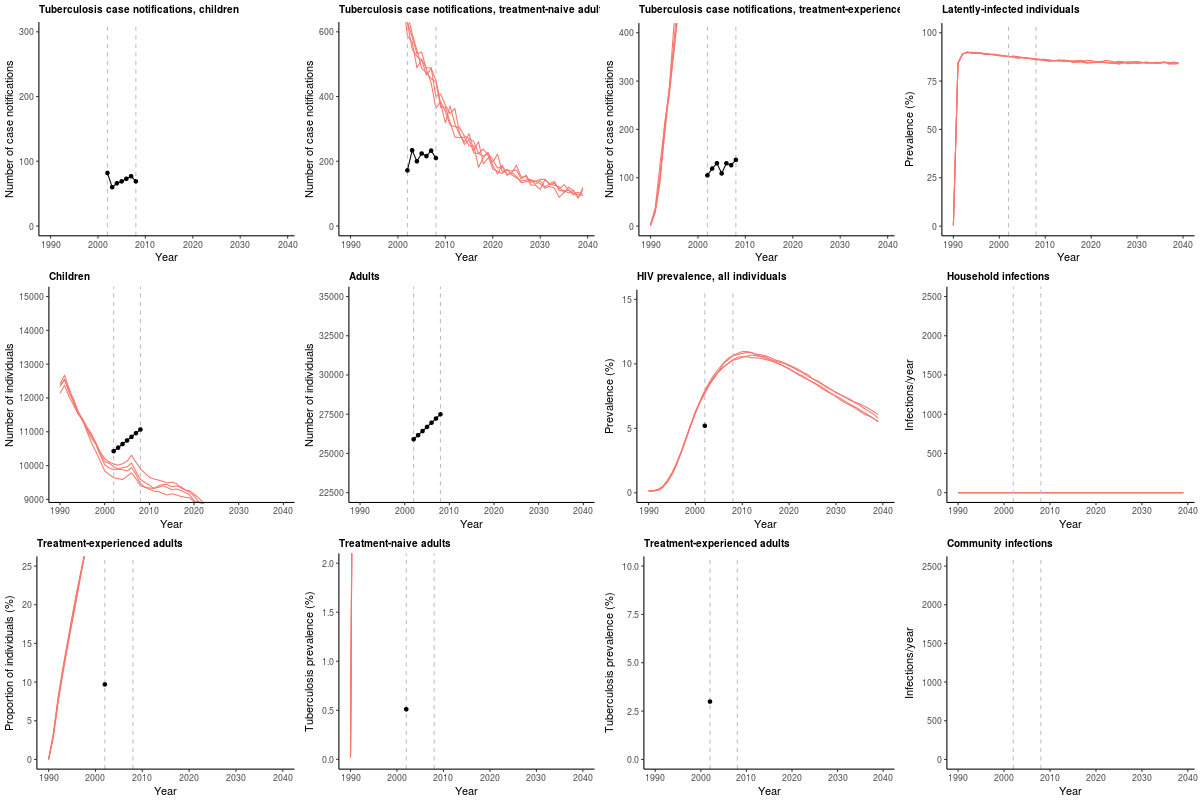 Tuberculosis case notifications, children
Number of case notifications
300
200
100
0
1990 2000 2010 2020 2030 2040
Year
Tuberculosis case notifications, treatment-naive adul
Number of case notifications
600
400
200
0
1990 2000 2010 2020 2030 2040
Year
Tuberculosis case notifications, treatment-experience
Number of case notifications
400
300
200
100
0
1990 2000 2010 2020 2030 2040
Year
Latently-infected individuals
Prevalence (%)
100
75
50
25
0
1990 2000 2010 2020 2030 2040
Year
Children
Number of individuals
15000
14000
13000
12000
11000
10000
9000
1990 2000 2010 2020 2030 2040
Year
Adults
Number of individuals
35000
32500
30000
27500
25000
22500
1990 2000 2010 2020 2030 2040
Year
HIV prevalence, all individuals
Prevalence (%)
15
10
5
0
1990 2000 2010 2020 2030 2040
Year
Household infections
Infections/year
2500
2000
1500
1000
500
0
1990 2000 2010 2020 2030 2040
Year
Treatment-experienced adults
Proportion of individuals (%)
25
20
15
10
5
0
1990 2000 2010 2020 2030 2040
Year
Treatment-naive adults
Tuberculosis prevalence (%)
2.0
1.5
1.0
0.5
0.0
1990 2000 2010 2020 2030 2040
Year
Treatment-experienced adults
Tuberculosis prevalence (%)
10.0
7.5
5.0
2.5
0.0
1990 2000 2010 2020 2030 2040
Year
Community infections
Infections/year
2500
2000
1500
1000
500
0
1990 2000 2010 2020 2030 2040
Year